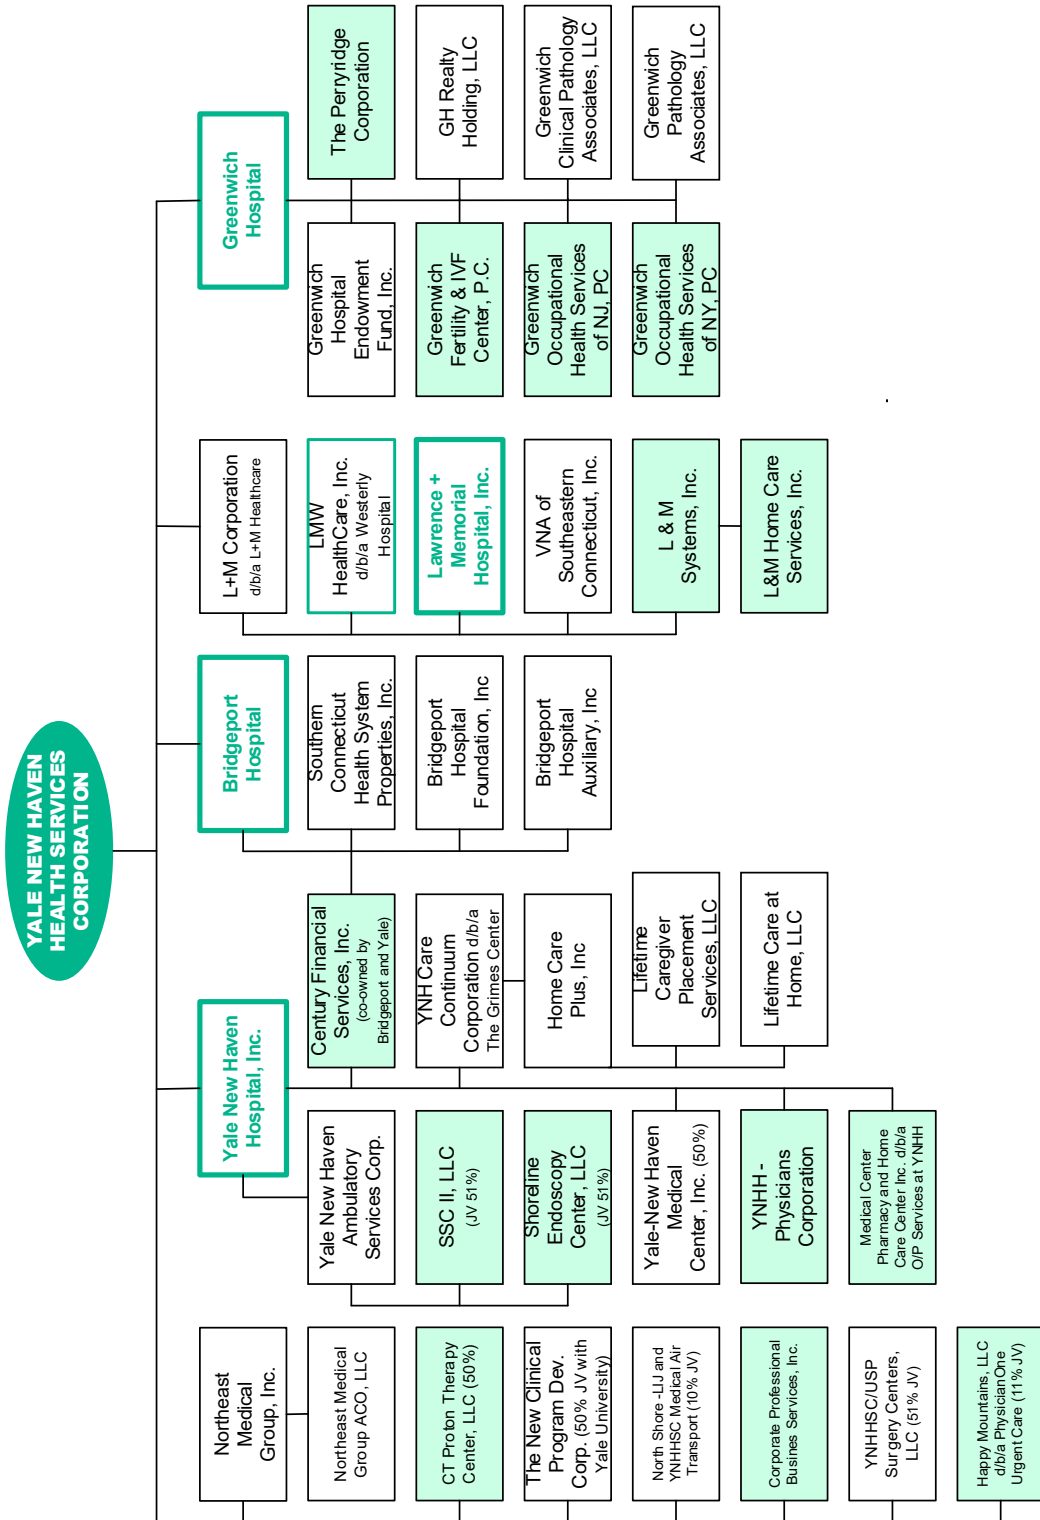 YALE NEW HAVEN
HEALTH SERVICES
CORPORATION
Northeast
Medical
Group, Inc.
Northeast Medical
Group ACO, LLC
CT Proton Therapy
Center, LLC (50%)
The New Clinical
Program Dev.
Corp. (50% JV with
Yale University)
North Shore -LIJ and
YNHHSC Medical Air
Transport (10% JV)
Corporate Professional
Busines Services, Inc.
YNHHSC/USP
Surgery Centers,
LLC (51% JV)
Happy Mountains, LLC
d/b/a PhysicianOne
Urgent Care (11% JV)
Yale New Haven
Hospital, Inc.
Yale New Haven
Ambulatory
Services Corp.
SSC II, LLC
(JV 51%)
Shoreline
Endoscopy
Center, LLC
(JV 51%)
Yale-New Haven
Medical
Center, Inc. (50%)
YNHH -
Physicians
Corporation
Medical Center
Pharmacy and Home
Care Center Inc. d/b/a
O/P Services at YNHH
Century Financial
Services, Inc.
(co-owned by
Bridgeport and Yale)
YNH Care
Continuum
Corporation d/b/a
The Grimes Center
Home Care
Plus, Inc
Lifetime
Caregiver
Placement
Services, LLC
Lifetime Care at
Home, LLC
Bridgeport
Hospital
Southern
Connecticut
Health System
Properties, Inc.
Bridgeport
Hospital
Foundation, Inc
Bridgeport
Hospital
Auxiliary, Inc
L+M Corporation
d/b/a L+M Healthcare
LMW
HealthCare, Inc.
d/b/a Westerly
Hospital
Lawrence +
Memorial
Hospital, Inc.
VNA of
Southeastern
Connecticut, Inc.
L & M
Systems, Inc.
L&M Home Care
Services, Inc.
Greenwich
Hospital
Greenwich
Hospital
Endowment
Fund, Inc.
Greenwich
Fertility & IVF
Center, P.C.
Greenwich
Occupational
Health Services
of NJ, PC
Greenwich
Occupational
Health Services
of NY, PC
The Perryridge
Corporation
GH Realty
Holding, LLC
Greenwich
Clinical Pathology
Associates, LLC
Greenwich
Pathology
Associates, LLC